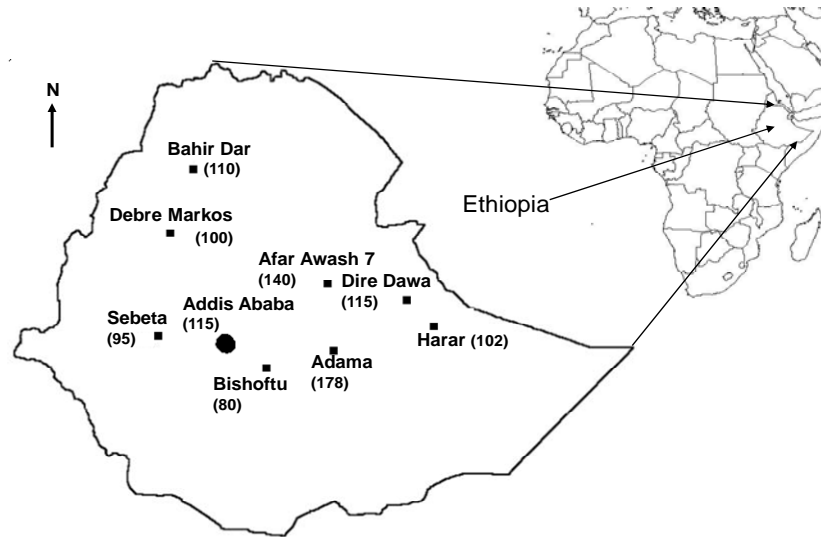 N
Bahir Dar
(110)
Debre Markos
(100)
Ethiopia
Afar Awash 7
(140)
Dire Dawa
(115)
Addis Ababa
(115)
Sebeta
(95)
Harar (102)
Adama
(178)
Bishoftu
(80)